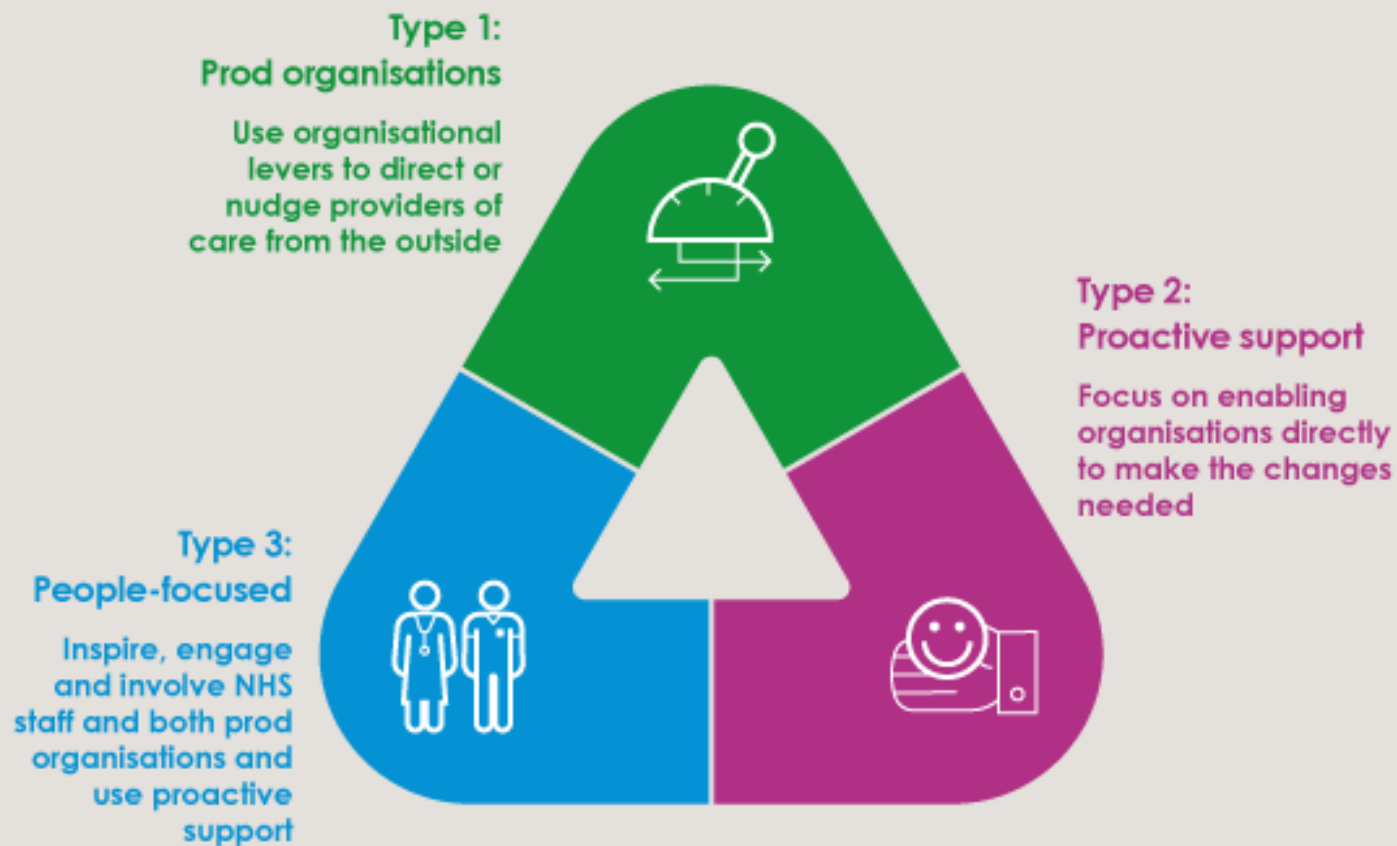 Type 1:
Prod organisations
Use organisational
levers to direct or
nudge providers of
care from the outside
Type 2:
Proactive support
Focus on enabling
organisations directly
to make the changes
needed
Type 3:
People-focused
Inspire, engage
and involve NHS
staff and both prod
organisations and
use proactive
support